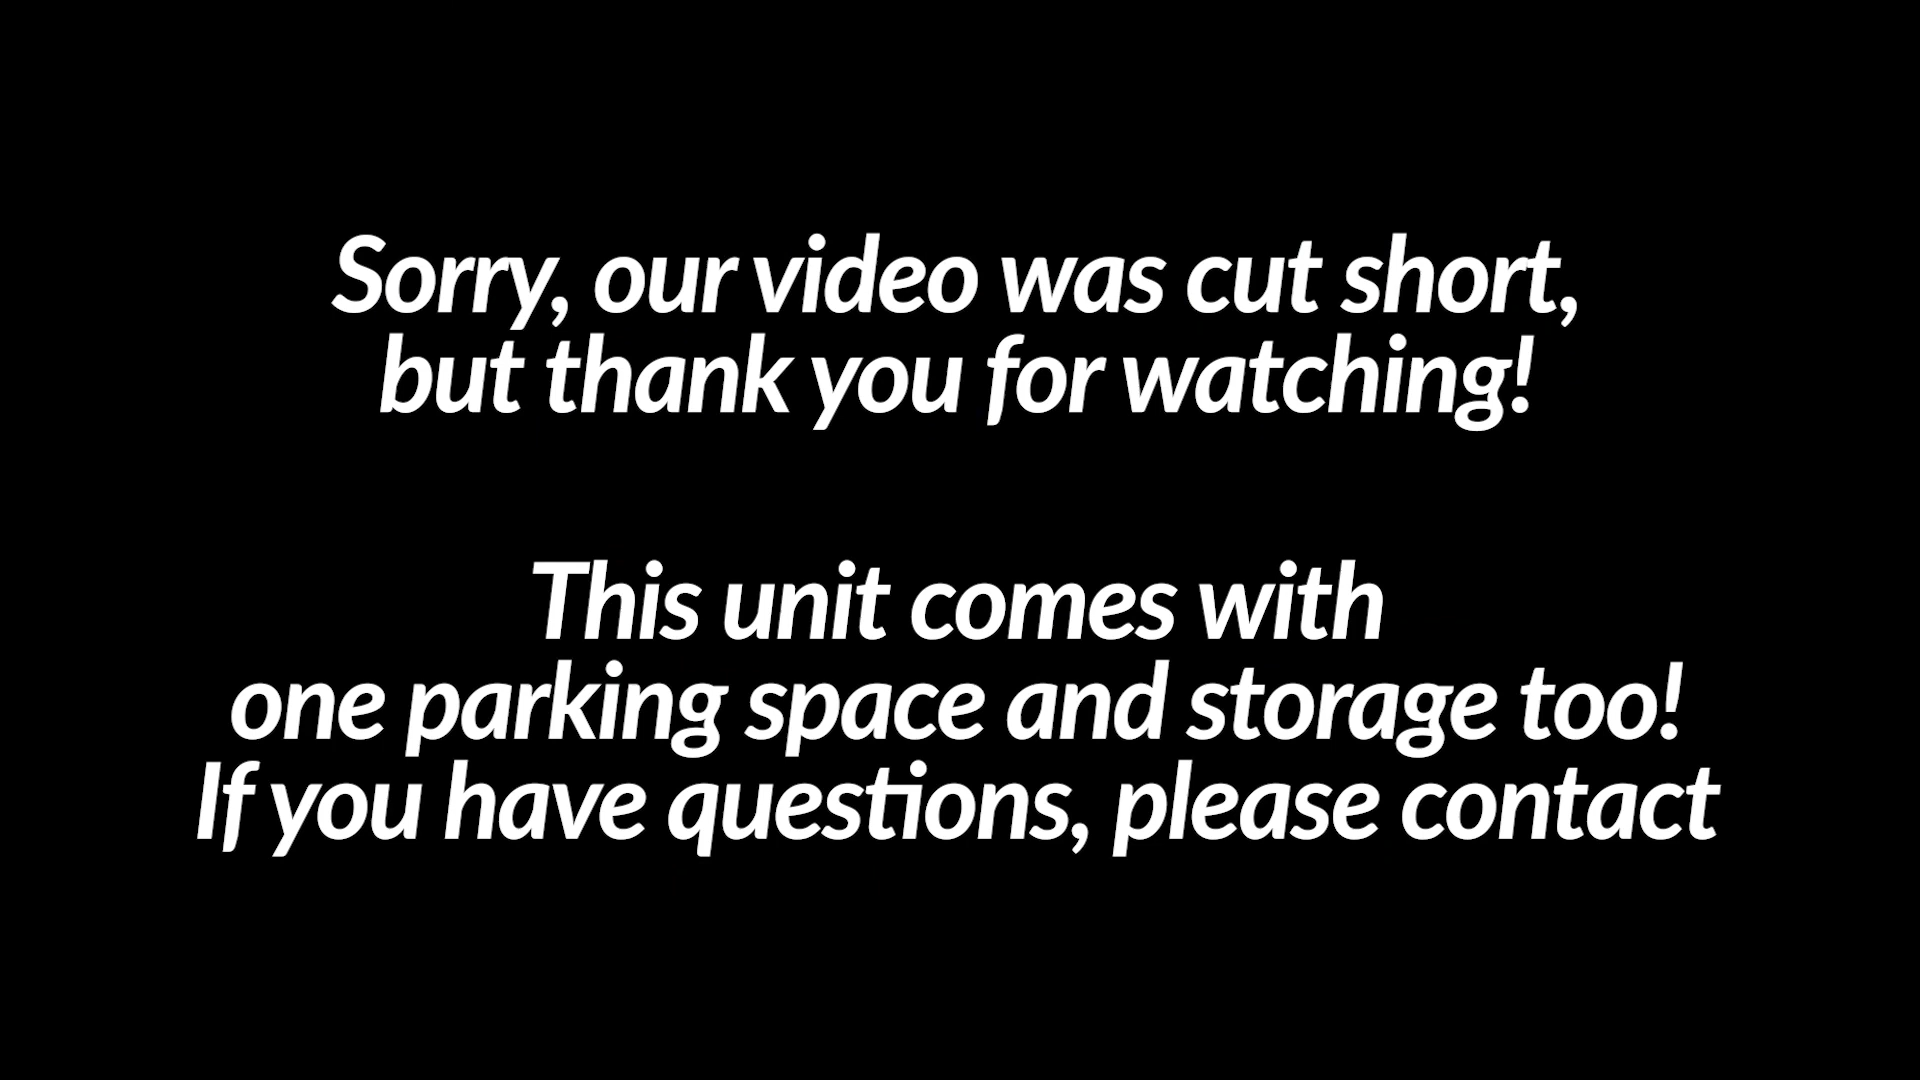 Sorry, our video was cut short,
but thank you for watching!
This unit comes with
one parking space and storage too!
If you have questions, please contact